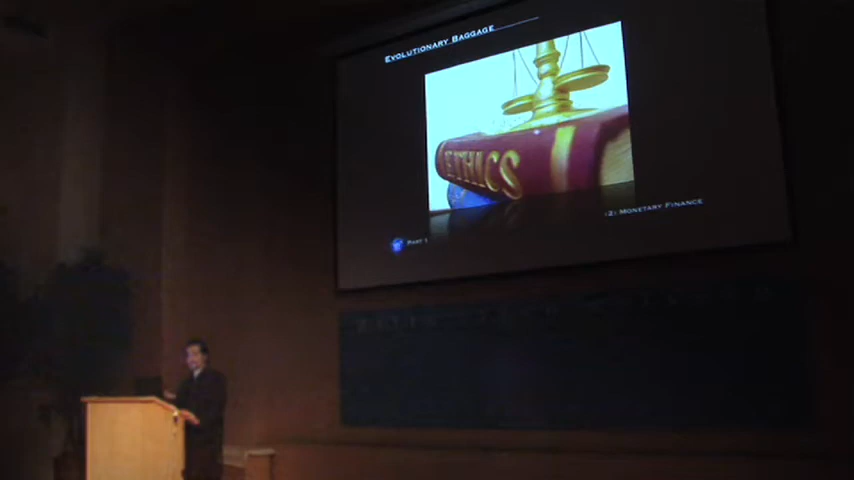 EVOLUTIONARY BAGGAGE
ETHICS
(2) MONETARY FINANCE
PART 1